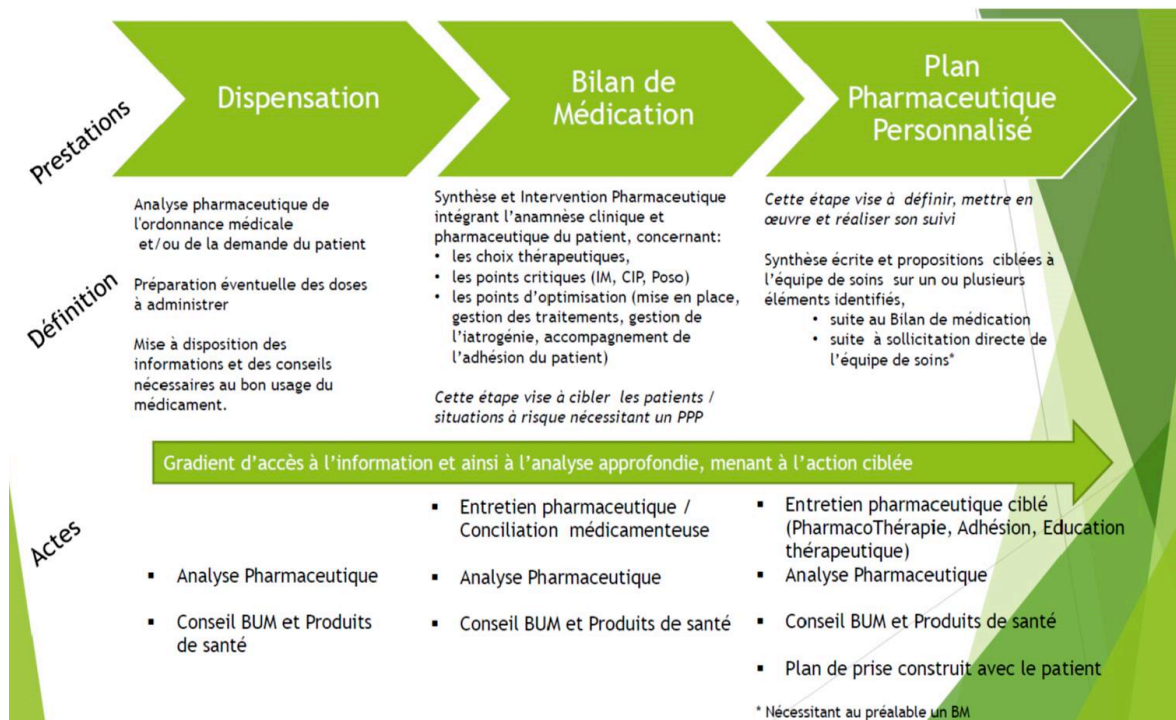 Prestations
Dispensation
Bilan de
Médication
Plan
Pharmaceutique
Personnalisé
Définition
Analyse pharmaceutique de
l'ordonnance médicale
et/ou de la demande du patient
Préparation éventuelle des doses
à administrer
Mise à disposition des
informations et des conseils
nécessaires au bon usage du
médicament.
Synthèse et Intervention Pharmaceutique
intégrant l'anamnèse clinique et
pharmaceutique du patient, concernant:
• les choix thérapeutiques,
• les points critiques (IM, CIP, Poso)
• les points d'optimisation (mise en place,
gestion des traitements, gestion de
l'iatrogénie, accompagnement de
l'adhésion du patient)
Cette étape vise à cibler les patients /
situations à risque nécessitant un PPP
Cette étape vise à définir, mettre en
œuvre et réaliser son suivi
Synthèse écrite et propositions ciblées à
l'équipe de soins sur un ou plusieurs
éléments identifiés,
• suite au Bilan de médication
• suite à sollicitation directe de
l'équipe de soins*
Gradient d'accès à l'information et ainsi à l'analyse approfondie, menant à l'action ciblée
Actes
▪ Analyse Pharmaceutique
▪ Conseil BUM et Produits
de santé
▪ Entretien pharmaceutique /
Conciliation médicamenteuse
▪ Analyse Pharmaceutique
▪ Conseil BUM et Produits de santé
▪ Entretien pharmaceutique ciblé
(PharmacoThérapie, Adhésion, Education
thérapeutique)
▪ Analyse Pharmaceutique
▪ Conseil BUM et Produits de santé
▪ Plan de prise construit avec le patient
* Nécessitant au préalable un BM